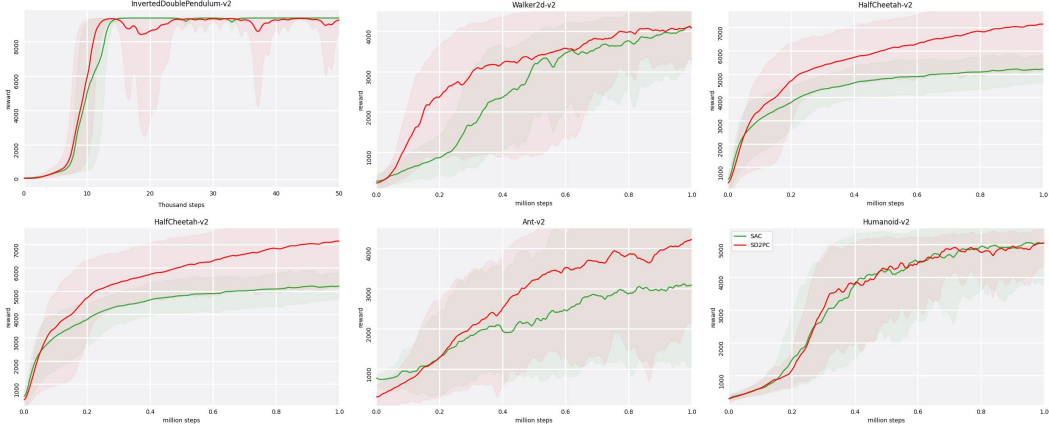 InvertedDoublePendulum-v2
reward
0
2000
4000
6000
8000
0 10 20 30 40 50
Thousand steps
Walker2d-v2
reward
1000
2000
3000
4000
0.0 0.2 0.4 0.6 0.8 1.0
million steps
HalfCheetah-v2
reward
1000
2000
3000
4000
5000
6000
7000
0.0 0.2 0.4 0.6 0.8 1.0
million steps
HalfCheetah-v2
reward
1000
2000
3000
4000
5000
6000
7000
0.0 0.2 0.4 0.6 0.8 1.0
million steps
Ant-v2
reward
1000
2000
3000
4000
0.0 0.2 0.4 0.6 0.8 1.0
million steps
Humanoid-v2
SAC
SD2PC
reward
1000
2000
3000
4000
5000
0.0 0.2 0.4 0.6 0.8 1.0
million steps